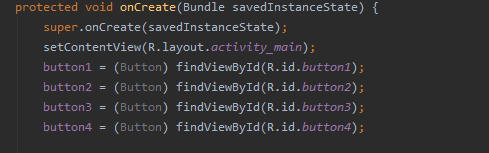 protected void onCreate(Bundle savedInstanceState) {
super.onCreate(savedInstanceState);
setContentView(R.layout.activity_main);
button1 = (Button) findViewById(R.id.button1);
button2 = (Button) findViewById(R.id.button2);
button3 = (Button) findViewById(R.id.button3);
button4 = (Button) findViewById(R.id.button4);